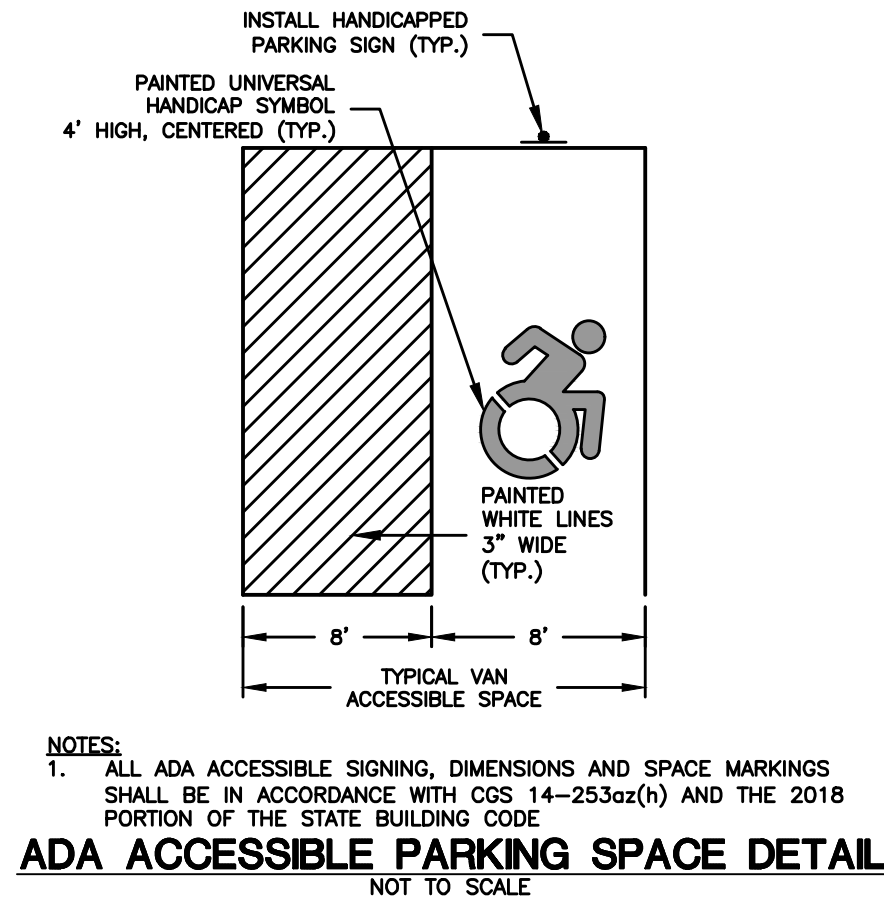 INSTALL HANDICAPPED
PARKING SIGN (TYP.)
PAINTED UNIVERSAL
HANDICAP SYMBOL
4' HIGH, CENTERED (TYP.)
PAINTED
WHITE LINES
3" WIDE
(TYP.)
8'
8'
TYPICAL VAN
ACCESSIBLE SPACE
NOTES:
1. ALL ADA ACCESSIBLE SIGNING, DIMENSIONS AND SPACE MARKINGS
SHALL BE IN ACCORDANCE WITH CGS 14-253az(h) AND THE 2018
PORTION OF THE STATE BUILDING CODE
ADA ACCESSIBLE PARKING SPACE DETAIL
NOT TO SCALE